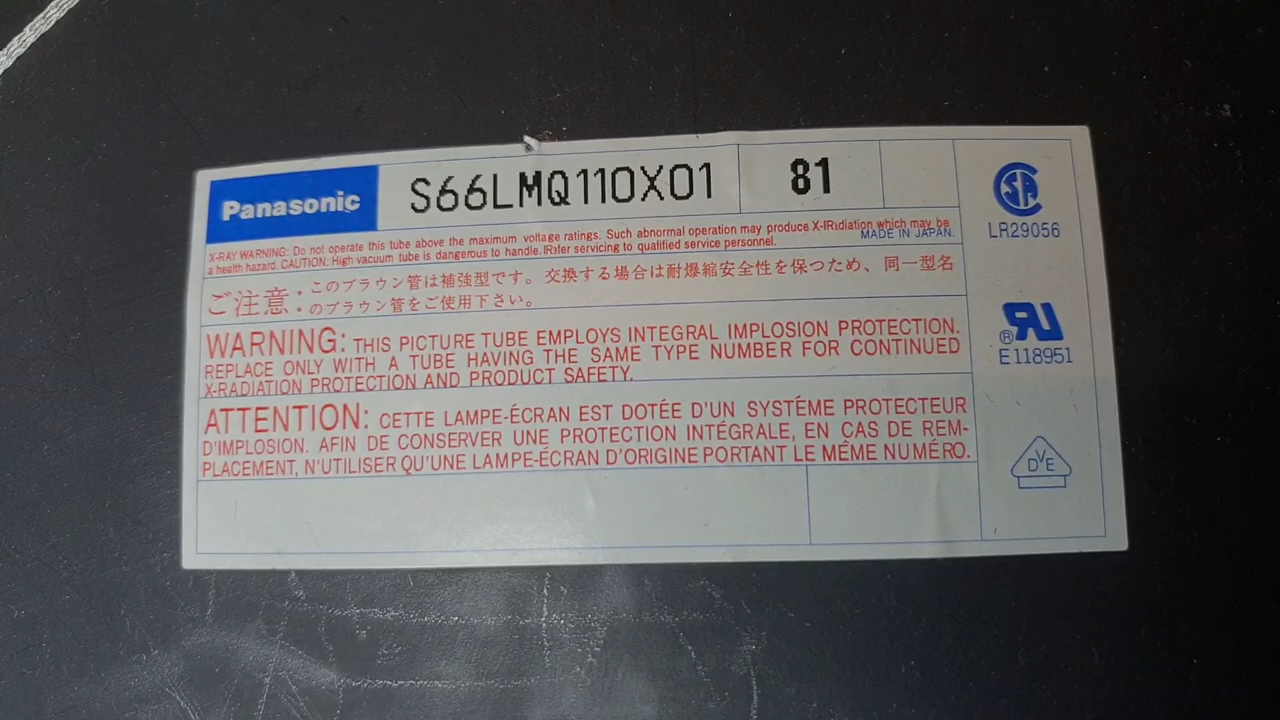 Panasonic S66LMQ110X01 81
X-RAY WARNING: Do not operate this tube above the maximum voltage ratings. Such abnormal operation may produce X-IRidiation which may be
a health hazard. CAUTION: High vacuum tube is dangerous to handle. IRifer servicing to qualified service personnel.
MADE IN JAPAN.
ご注意：このブラウン管は補強型です。交換する場合は耐爆縮安全性を保つため、同一型名
のブラウン管をご使用下さい。
WARNING: THIS PICTURE TUBE EMPLOYS INTEGRAL IMPLOSION PROTECTION.
REPLACE ONLY WITH A TUBE HAVING THE SAME TYPE NUMBER FOR CONTINUED
X-RADIATION PROTECTION AND PRODUCT SAFETY.
ATTENTION: CETTE LAMPE-ÉCRAN EST DOTÉE D'UN SYSTÉME PROTECTEUR
D'IMPLOSION. AFIN DE CONSERVER UNE PROTECTION INTÉGRALE, EN CAS DE REM-
PLACEMENT, N'UTILISER QU'UNE LAMPE-ÉCRAN D'ORIGINE PORTANT LE MÊME NUMÉRO.
SA
LR29056
RU
®
E118951
DVE